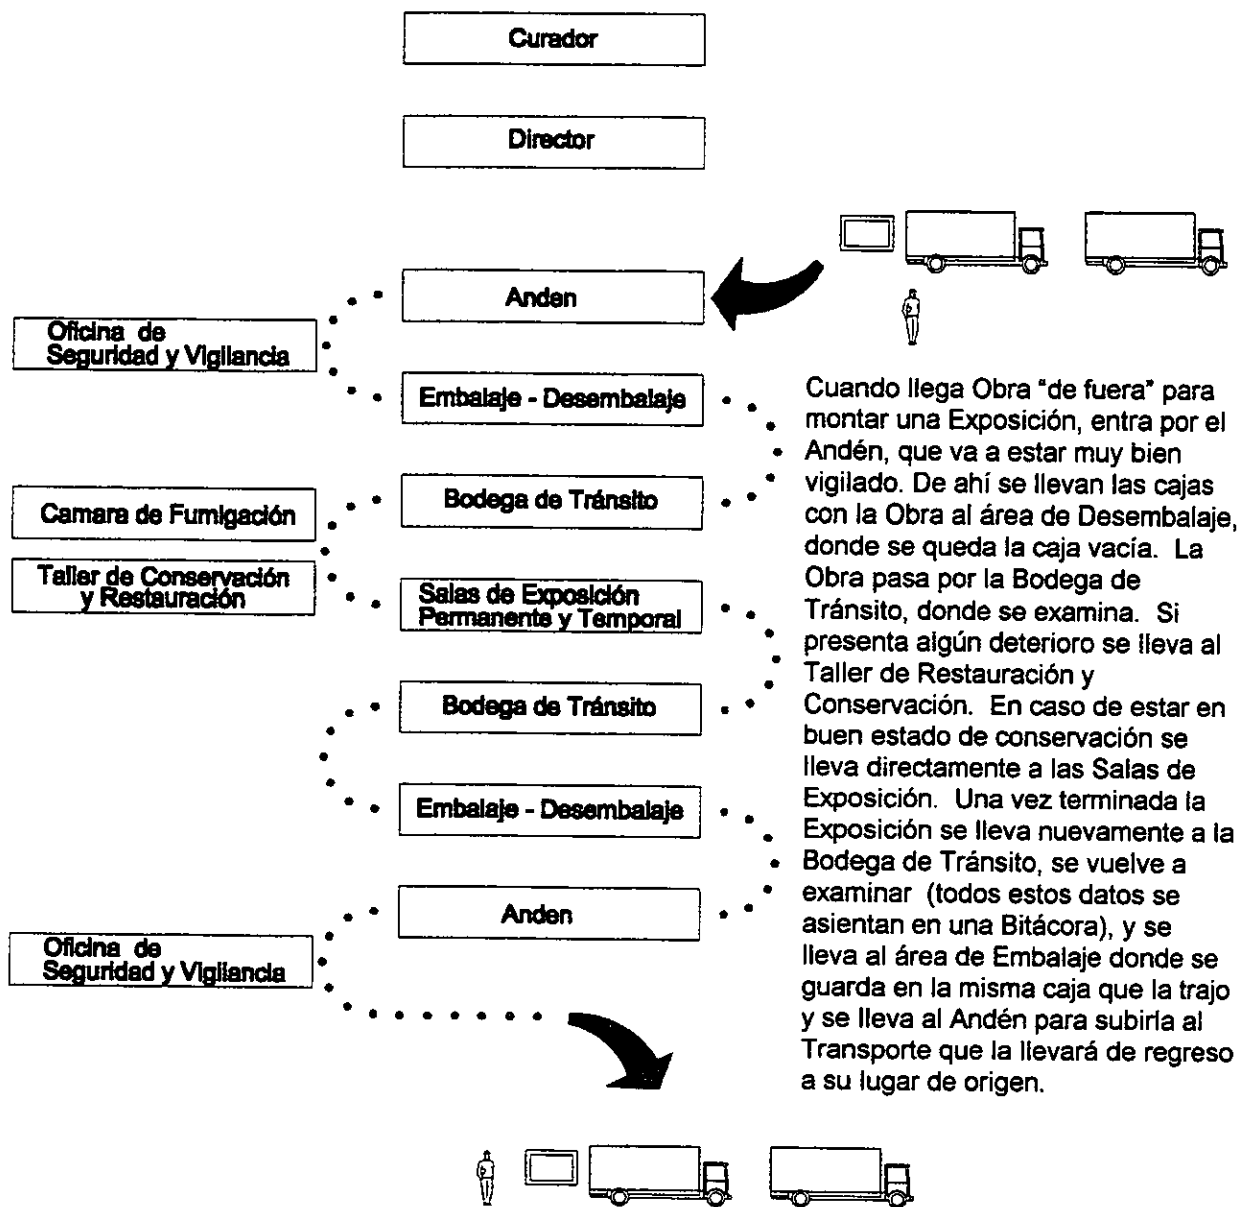 Curador
Director
Anden
Oficina de
Seguridad y Vigilancia
Embalaje - Desembalaje
Bodega de Tránsito
Camara de Fumigación
Taller de Conservación
y Restauración
Salas de Exposición
Permanente y Temporal
Bodega de Tránsito
Embalaje - Desembalaje
Anden
Oficina de
Seguridad y Vigilancia
Cuando llega Obra "de fuera" para
montar una Exposición, entra por el
Andén, que va a estar muy bien
vigilado. De ahí se llevan las cajas
con la Obra al área de Desembalaje,
donde se queda la caja vacía. La
Obra pasa por la Bodega de
Tránsito, donde se examina. Si
presenta algún deterioro se lleva al
Taller de Restauración y
Conservación. En caso de estar en
buen estado de conservación se
lleva directamente a las Salas de
Exposición. Una vez terminada la
Exposición se lleva nuevamente a la
Bodega de Tránsito, se vuelve a
examinar (todos estos datos se
asientan en una Bitácora), y se
lleva al área de Embalaje donde se
guarda en la misma caja que la trajo
y se lleva al Andén para subirla al
Transporte que la llevará de regreso
a su lugar de origen.